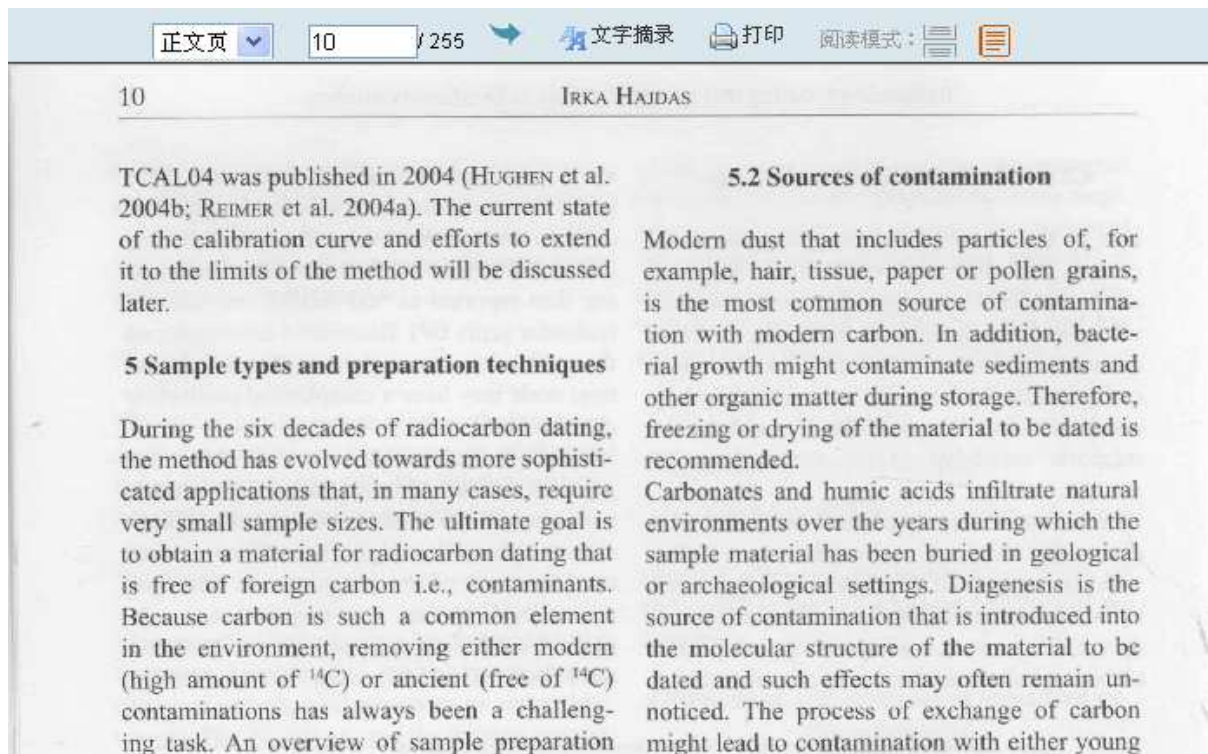 正文页 10 / 255 文字摘录 打印 阅读模式：
10 IRKA HAJDAS
TCAL04 was published in 2004 (HUGHEN et al.
2004b; REIMER et al. 2004a). The current state
of the calibration curve and efforts to extend
it to the limits of the method will be discussed
later.
5 Sample types and preparation techniques
During the six decades of radiocarbon dating,
the method has evolved towards more sophisti-
cated applications that, in many cases, require
very small sample sizes. The ultimate goal is
to obtain a material for radiocarbon dating that
is free of foreign carbon i.e., contaminants.
Because carbon is such a common element
in the environment, removing either modern
(high amount of ¹⁴C) or ancient (free of ¹⁴C)
contaminations has always been a challeng-
ing task. An overview of sample preparation
5.2 Sources of contamination
Modern dust that includes particles of, for
example, hair, tissue, paper or pollen grains,
is the most common source of contamina-
tion with modern carbon. In addition, bacte-
rial growth might contaminate sediments and
other organic matter during storage. Therefore,
freezing or drying of the material to be dated is
recommended.
Carbonates and humic acids infiltrate natural
environments over the years during which the
sample material has been buried in geological
or archaeological settings. Diagenesis is the
source of contamination that is introduced into
the molecular structure of the material to be
dated and such effects may often remain un-
noticed. The process of exchange of carbon
might lead to contamination with either young